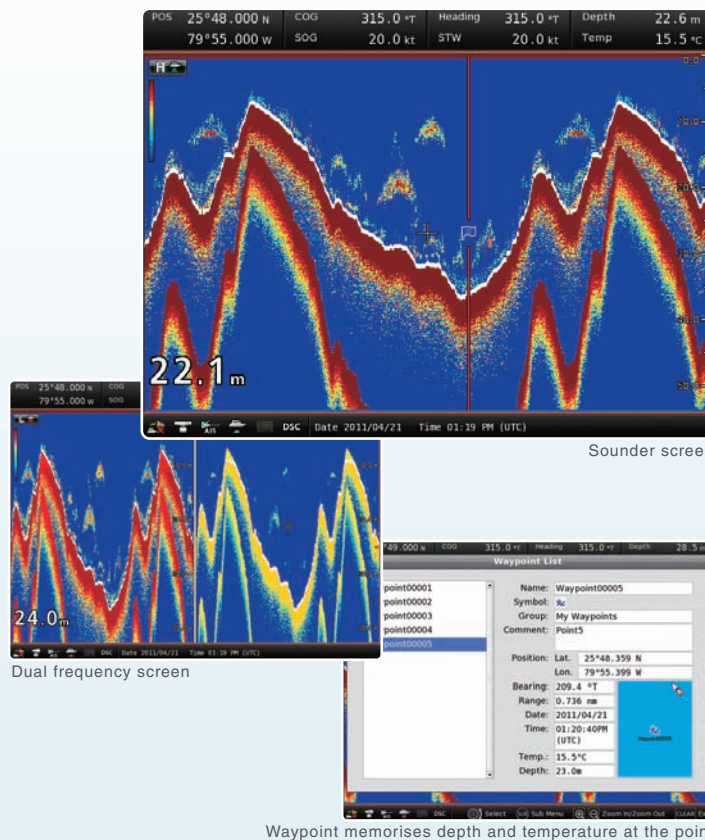 POS 25°48.000 N COG 315.0 °T Heading 315.0 °T Depth 22.6 m
79°55.000 W SOG 20.0 kt STW 20.0 kt Temp 15.5 °C
H
0.0
22.1 m
AIS DSC Date 2011/04/21 Time 01:19 PM (UTC)
Sounder scree
POS 25°48.000 N COG
79°55.000 W SOG
24.0 m
DSC Date 2011/04/21 Time 01:19 PM (UTC)
Dual frequency screen
°49.000 N COG 315.0 °T Heading 315.0 °T Depth 28.5 m
Waypoint List
point00001
point00002
point00003
point00004
point00005
Name: Waypoint00005
Symbol:
Group: My Waypoints
Comment: Point5
Position: Lat. 25°48.359 N
Lon. 79°55.399 W
Bearing: 209.4 °T
Range: 0.736 nm
Date: 2011/04/21
Time: 01:20:40PM
(UTC)
Temp.: 15.5°C
Depth: 23.0m
Waypoint00005
DSC Select Sub Menu Zoom In/Zoom Out CLEAR Ex
Waypoint memorises depth and temperature at the poin